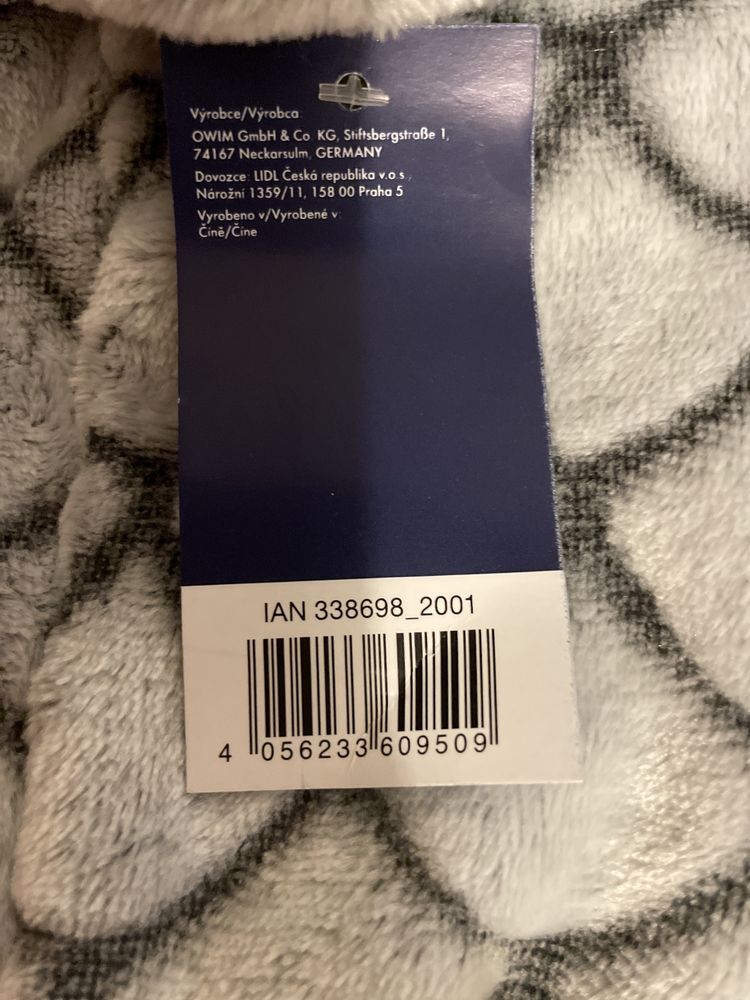 Výrobce/Výrobca:
OWIM GmbH & Co. KG, Stiftsbergstraße 1,
74167 Neckarsulm, GERMANY
Dovozce: LIDL Česká republika v.o.s.,
Nárožní 1359/11, 158 00 Praha 5
Vyrobeno v/Vyrobené v:
Číně/Číne
IAN 338698_2001
4 056233 609509